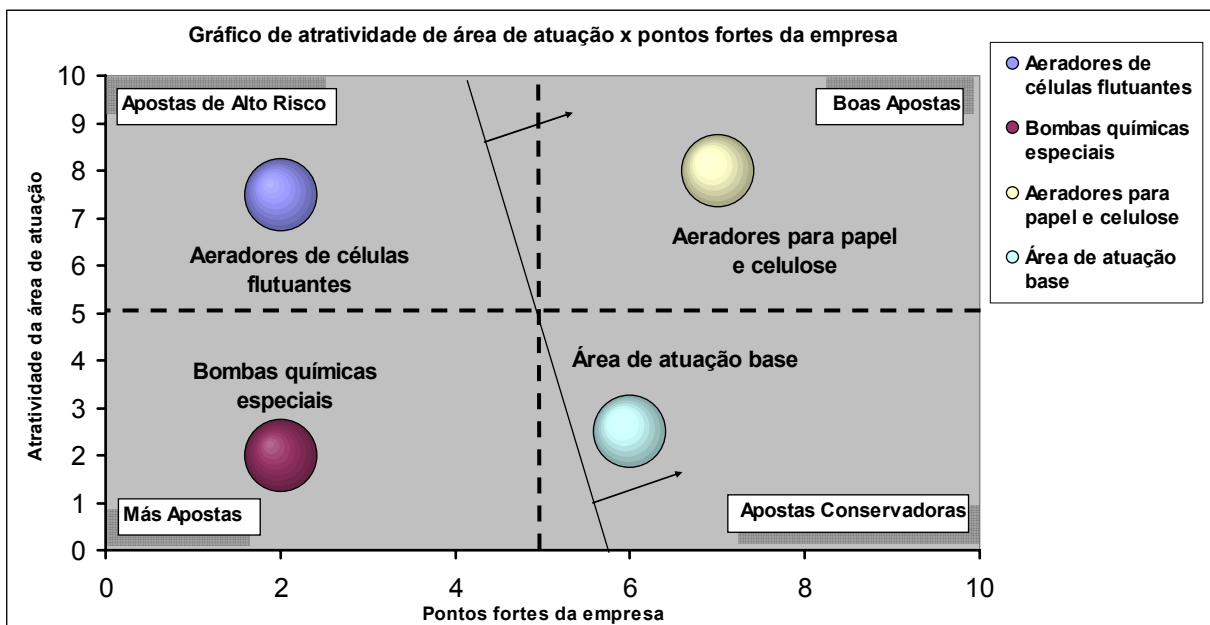 Gráfico de atratividade de área de atuação x pontos fortes da empresa
Atratividade da área de atuação
10
9
8
7
6
5
4
3
2
1
0
Apostas de Alto Risco
Boas Apostas
Aeradores de células
flutuantes
Aeradores para papel
e celulose
Bombas químicas
especiais
Área de atuação base
Más Apostas
Apostas Conservadoras
0
2
4
6
8
10
Pontos fortes da empresa
Aeradores de
células flutuantes
Bombas químicas
especiais
Aeradores para
papel e celulose
Área de atuação
base